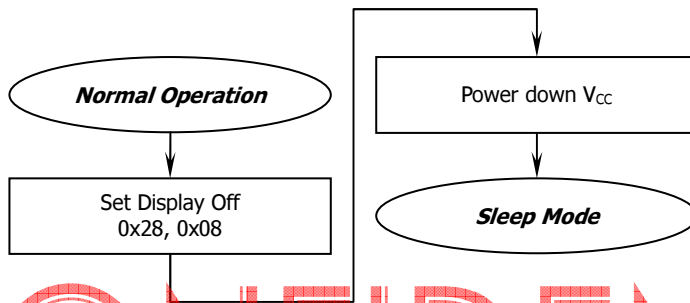 Normal Operation
Set Display Off
0x28, 0x08
Power down VCC
Sleep Mode